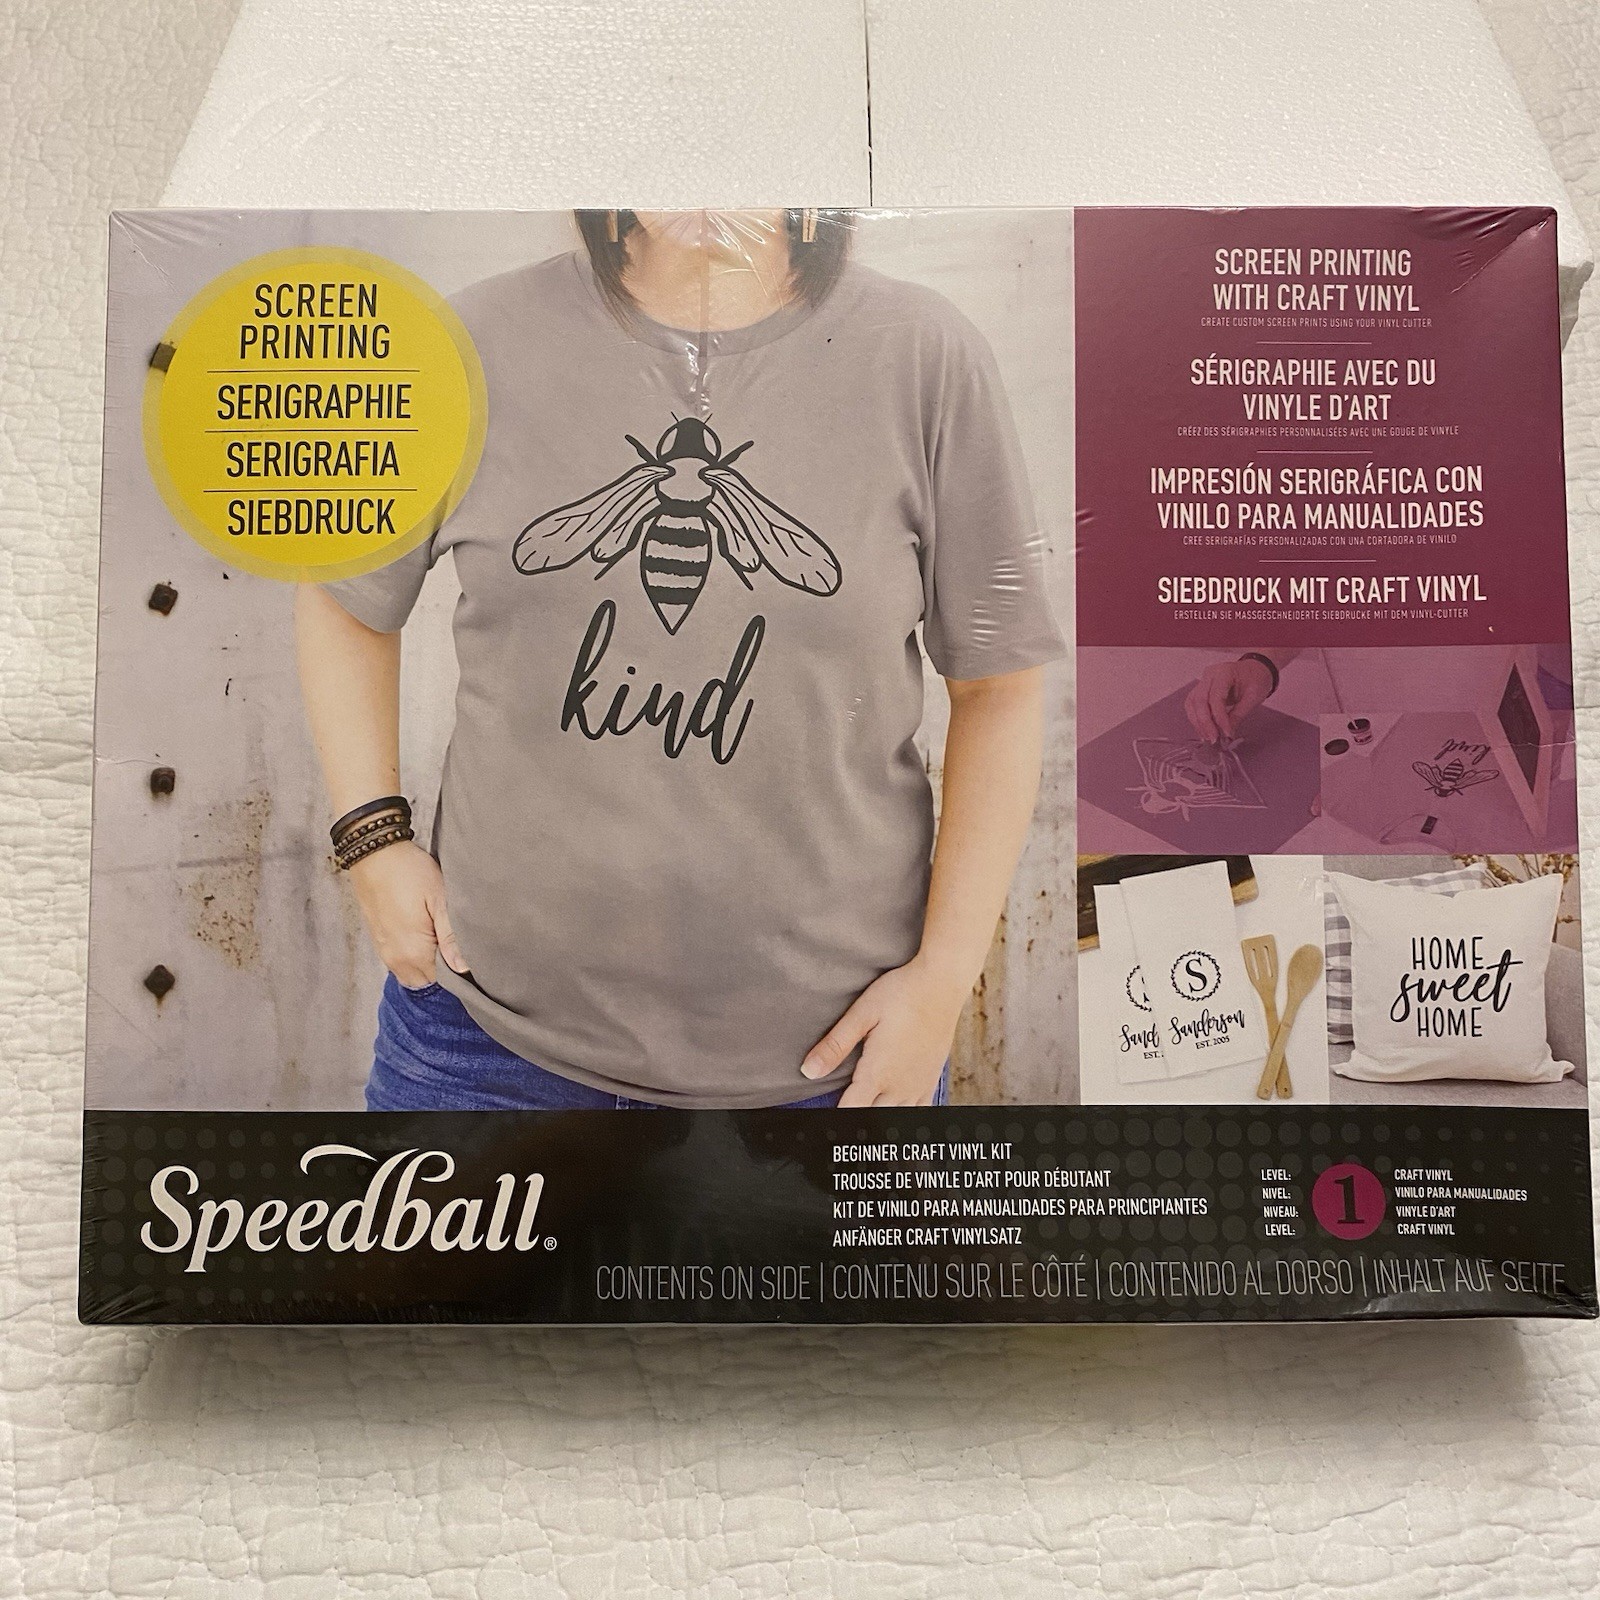 SCREEN
PRINTING
SERIGRAPHIE
SERIGRAFIA
SIEBDRUCK
kind
SCREEN PRINTING
WITH CRAFT VINYL
CREATE CUSTOM SCREEN PRINTS USING YOUR VINYL CUTTER
SÉRIGRAPHIE AVEC DU
VINYLE D'ART
CRÉEZ DES SÉRIGRAPHIES PERSONNALISÉES AVEC UNE GOUGE DE VINYLE
IMPRESIÓN SERIGRÁFICA CON
VINILO PARA MANUALIDADES
CREE SERIGRAFÍAS PERSONALIZADAS CON UNA CORTADORA DE VINILO
SIEBDRUCK MIT CRAFT VINYL
ERSTELLEN SIE MASSGESCHNEIDERTE SIEBDRUCKE MIT DEM VINYL-CUTTER
kind
S
Sand
EST.
Sanderson
EST. 2005
HOME
sweet
HOME
Speedball®
BEGINNER CRAFT VINYL KIT
TROUSSE DE VINYLE D'ART POUR DÉBUTANT
KIT DE VINILO PARA MANUALIDADES PARA PRINCIPIANTES
ANFÄNGER CRAFT VINYLSATZ
LEVEL:
NIVEL:
NIVEAU:
LEVEL:
1
CRAFT VINYL
VINILO PARA MANUALIDADES
VINYLE D'ART
CRAFT VINYL
CONTENTS ON SIDE | CONTENU SUR LE CÔTÉ | CONTENIDO AL DORSO | INHALT AUF SEITE